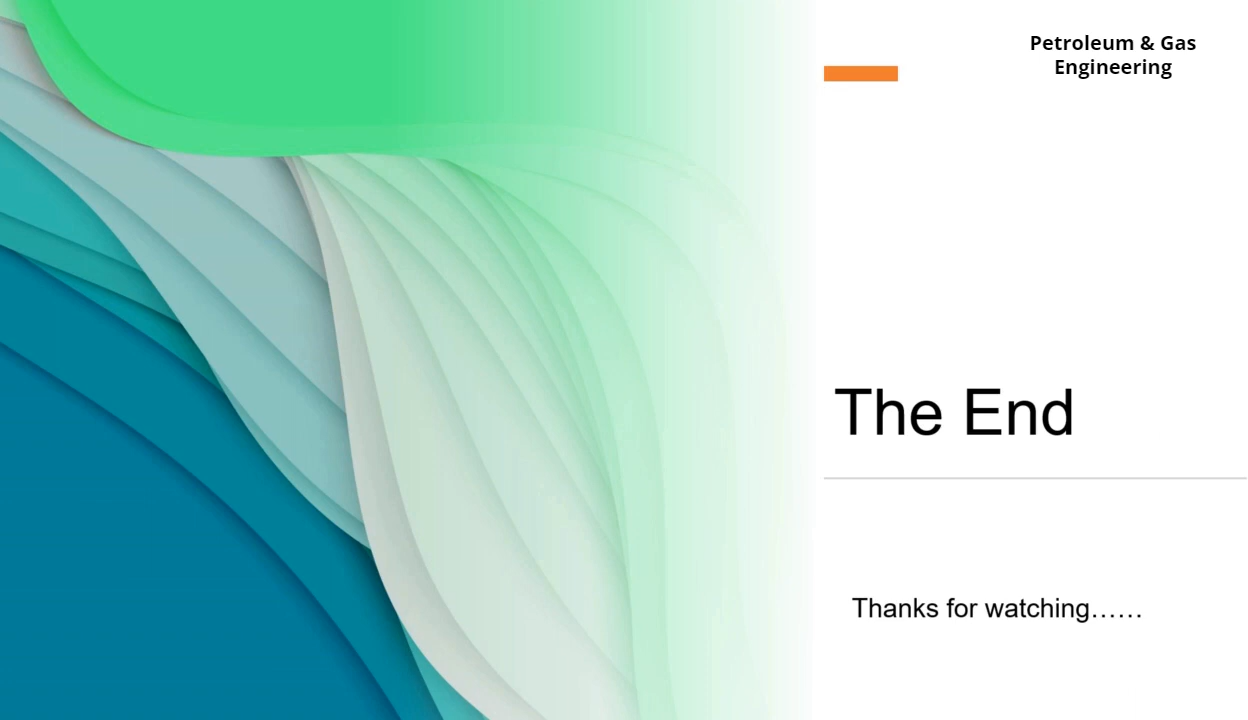 Petroleum & Gas
Engineering
The End
Thanks for watching……